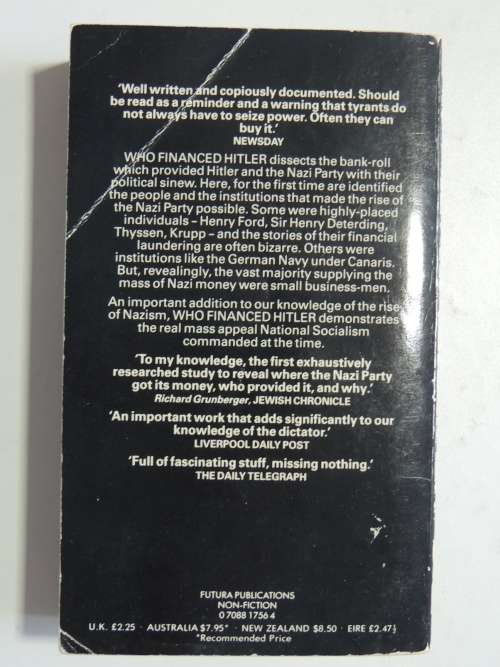 ‘Well written and copiously documented. Should
be read as a reminder and a warning that tyrants do
not always have to seize power. Often they can
buy it.’
NEWSDAY
WHO FINANCED HITLER dissects the bank-roll
which provided Hitler and the Nazi Party with their
political sinew. Here, for the first time are identified
the people and the institutions that made the rise of
the Nazi Party possible. Some were highly-placed
individuals – Henry Ford, Sir Henry Deterding,
Thyssen, Krupp – and the stories of their financial
laundering are often bizarre. Others were
institutions like the German Navy under Canaris.
But, revealingly, the vast majority supplying the
mass of Nazi money were small business-men.
An important addition to our knowledge of the rise
of Nazism, WHO FINANCED HITLER demonstrates
the real mass appeal National Socialism
commanded at the time.
‘To my knowledge, the first exhaustively
researched study to reveal where the Nazi Party
got its money, who provided it, and why.’
Richard Grunberger, JEWISH CHRONICLE
‘An important work that adds significantly to our
knowledge of the dictator.’
LIVERPOOL DAILY POST
‘Full of fascinating stuff, missing nothing.’
THE DAILY TELEGRAPH
FUTURA PUBLICATIONS
NON-FICTION
0 7088 1756 4
U.K. £2.25 · AUSTRALIA $7.95* · NEW ZEALAND $8.50 · EIRE £2.47½
*Recommended Price